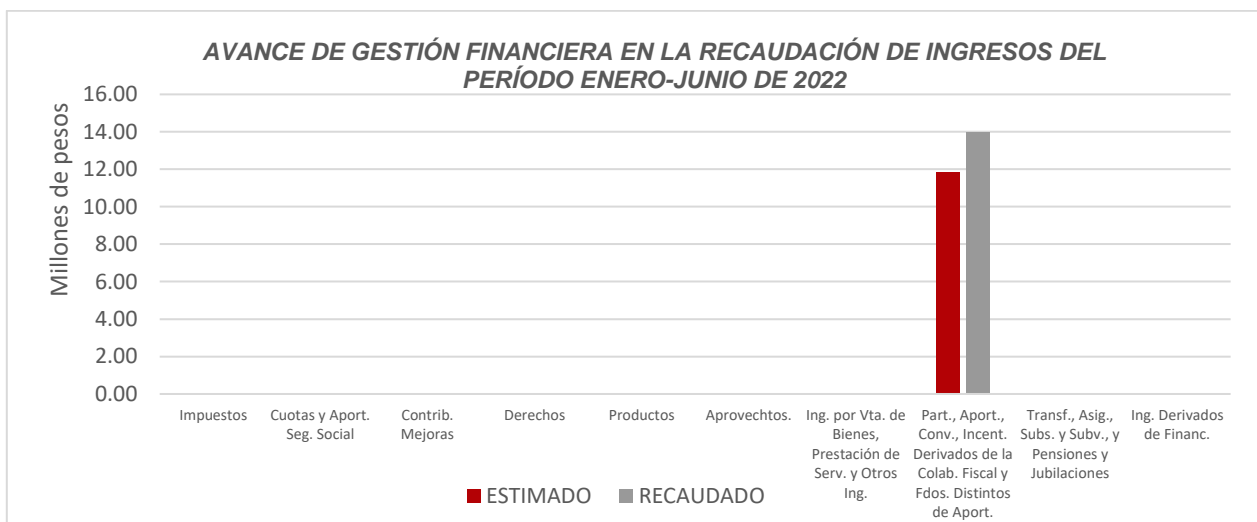 AVANCE DE GESTIÓN FINANCIERA EN LA RECAUDACIÓN DE INGRESOS DEL
PERÍODO ENERO-JUNIO DE 2022
Millones de pesos
16.00
14.00
12.00
10.00
8.00
6.00
4.00
2.00
0.00
Impuestos
Cuotas y Aport.
Seg. Social
Contrib.
Mejoras
Derechos
Productos
Aprovechtos.
Ing. por Vta. de
Bienes,
Prestación de
Serv. y Otros
Ing.
Part., Aport.,
Conv., Incent.
Derivados de la
Colab. Fiscal y
Fdos. Distintos
de Aport.
Transf., Asig.,
Subs. y Subv., y
Pensiones y
Jubilaciones
Ing. Derivados
de Financ.
ESTIMADO
RECAUDADO